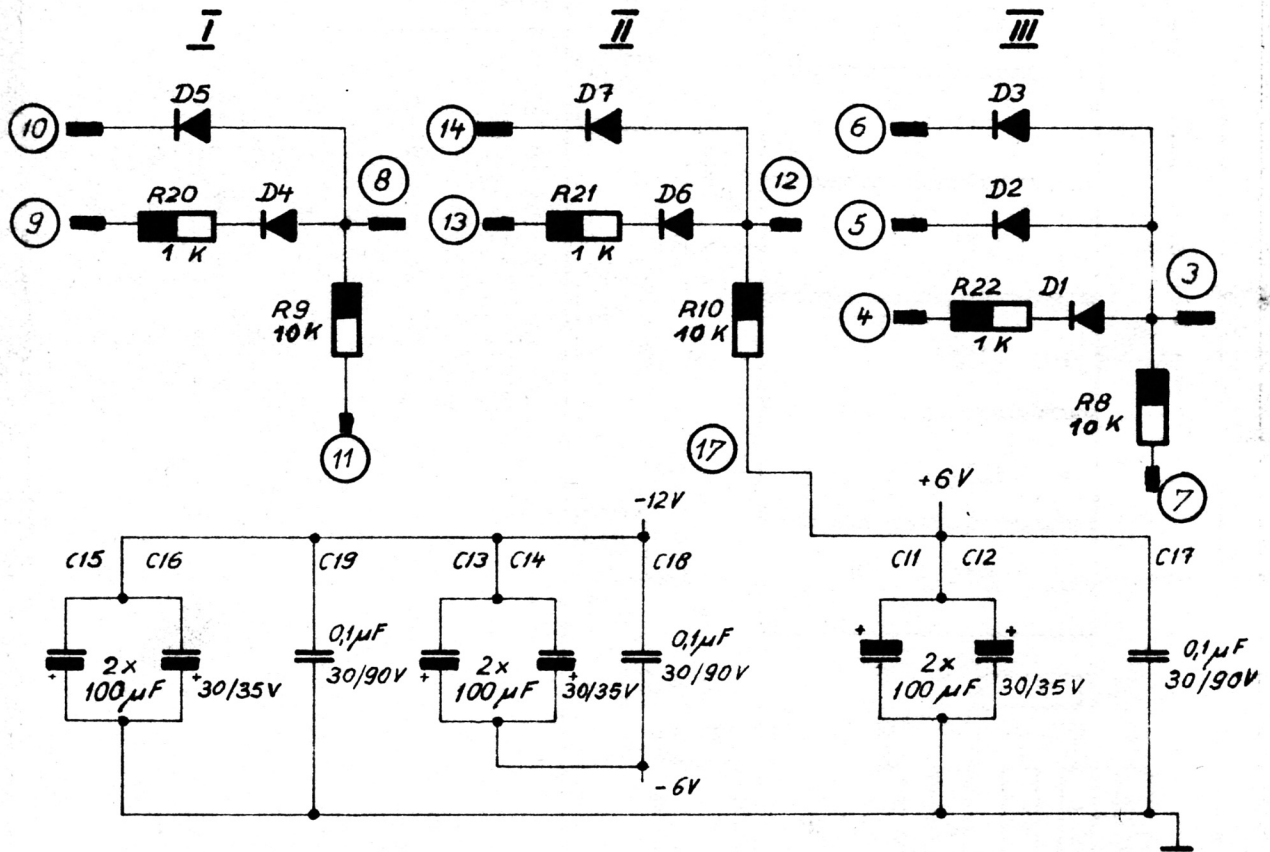 I II III
D5 D7 D3
10 14 6
8 12
R20 D4 R21 D6 D2
9 13 5
1 K 1 K
3
R22 D1
4
1 K
R9 R10
10K 10K
R8
10 K
11 17 7
-12V +6V
C15 C16 C19 C13 C14 C18 C11 C12 C17
0,1µF 0,1µF 0,1µF
2x 30/90V 2x 30/90V 2x 30/90V
100µF 30/35V 100µF 30/35V 100µF 30/35V
+ + + + + +
-6V